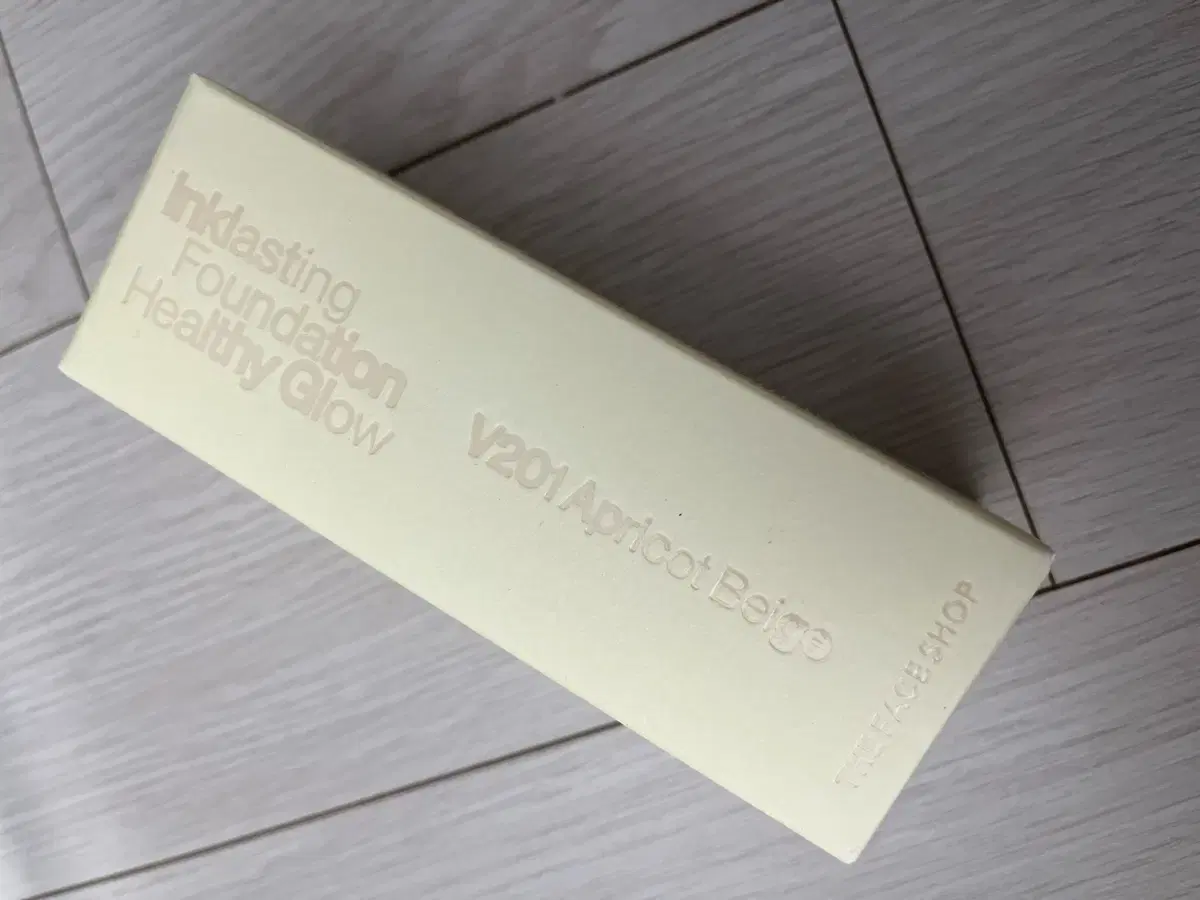 Inklasting
Foundation
Healthy Glow
V201 Apricot Beige
THE FACE SHOP